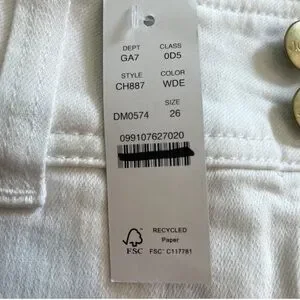 DEPT CLASS
GA7 0D5
STYLE COLOR
CH887 WDE
SIZE
DM0574 26
099107627020
RECYCLED
Paper
FSC FSC® C117781